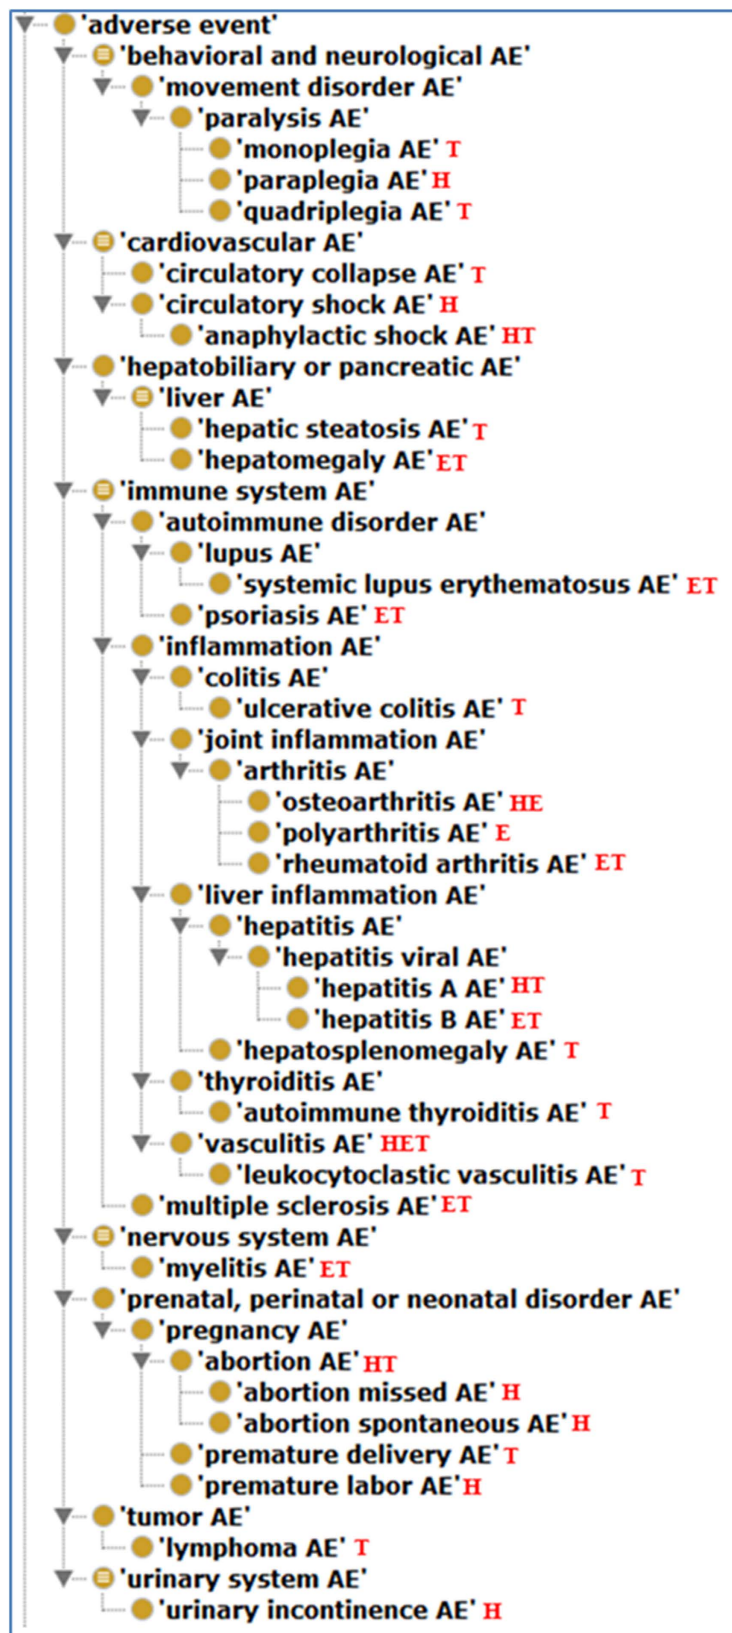 'adverse event'
'behavioral and neurological AE'
'movement disorder AE'
'paralysis AE'
'monoplegia AE' T
'paraplegia AE' H
'quadriplegia AE' T
'cardiovascular AE'
'circulatory collapse AE' T
'circulatory shock AE' H
'anaphylactic shock AE' HT
'hepatobiliary or pancreatic AE'
'liver AE'
'hepatic steatosis AE' T
'hepatomegaly AE' ET
'immune system AE'
'autoimmune disorder AE'
'lupus AE'
'systemic lupus erythematosus AE' ET
'psoriasis AE' ET
'inflammation AE'
'colitis AE'
'ulcerative colitis AE' T
'joint inflammation AE'
'arthritis AE'
'osteoarthritis AE' HE
'polyarthritis AE' E
'rheumatoid arthritis AE' ET
'liver inflammation AE'
'hepatitis AE'
'hepatitis viral AE'
'hepatitis A AE' HT
'hepatitis B AE' ET
'hepatosplenomegaly AE' T
'thyroiditis AE'
'autoimmune thyroiditis AE' T
'vasculitis AE' HET
'leukocytoclastic vasculitis AE' T
'multiple sclerosis AE' ET
'nervous system AE'
'myelitis AE' ET
'prenatal, perinatal or neonatal disorder AE'
'pregnancy AE'
'abortion AE' HT
'abortion missed AE' H
'abortion spontaneous AE' H
'premature delivery AE' T
'premature labor AE' H
'tumor AE'
'lymphoma AE' T
'urinary system AE'
'urinary incontinence AE' H